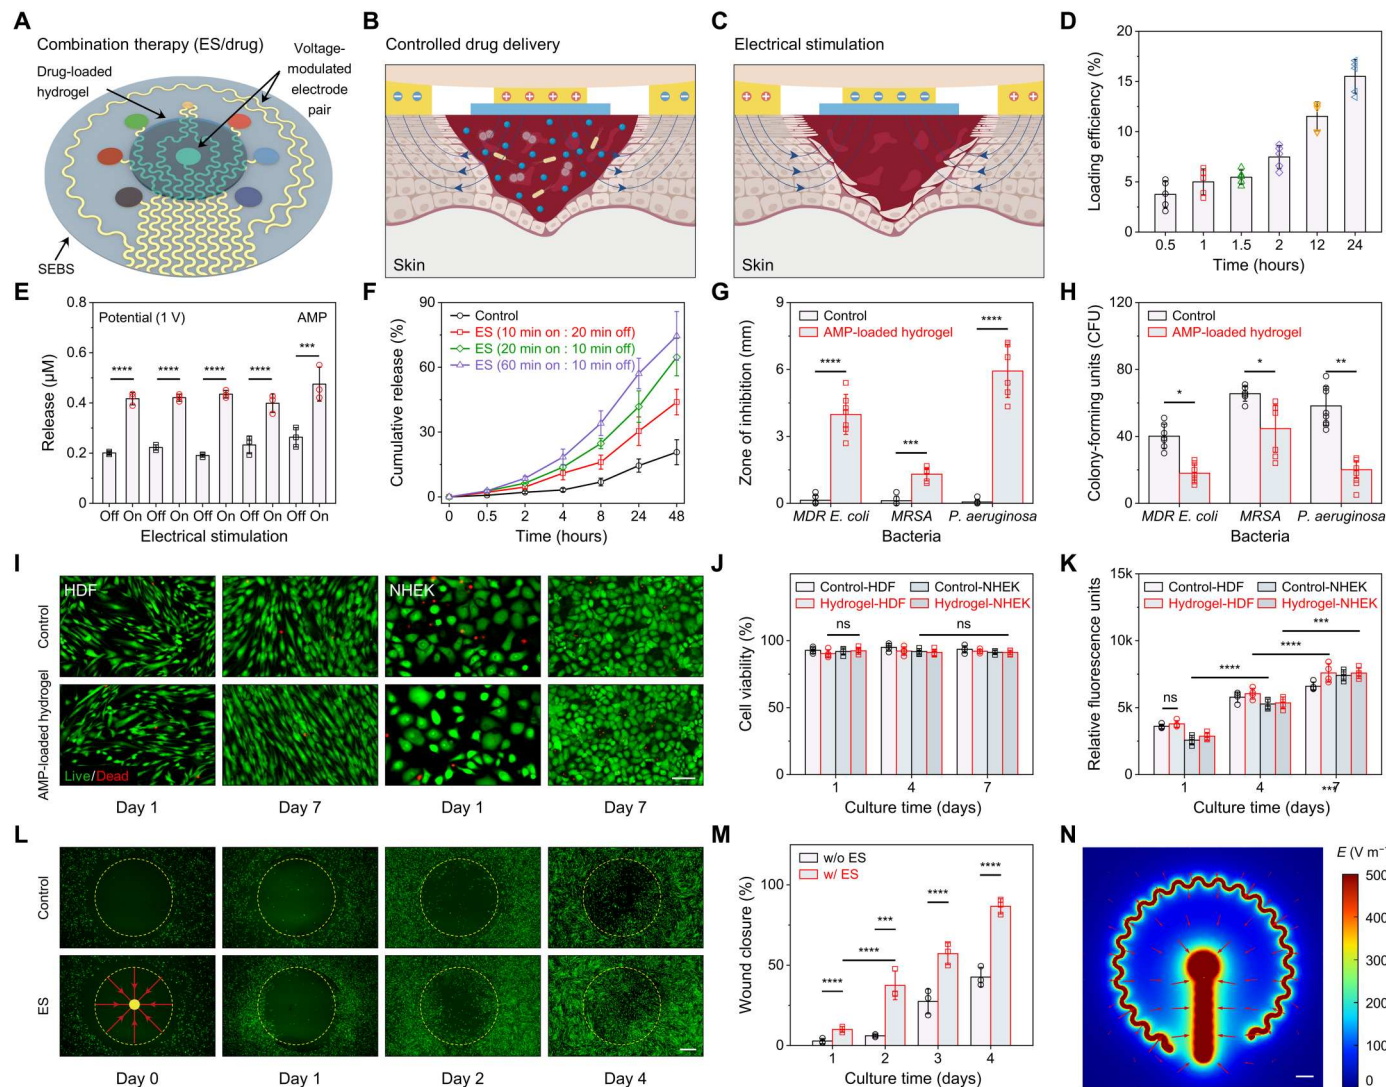 A
Combination therapy (ES/drug)
Drug-loaded
hydrogel
Voltage-
modulated
electrode
pair
SEBS
B
Controlled drug delivery
Skin
C
Electrical stimulation
Skin
D
Loading efficiency (%)
20
15
10
5
0
0.5 1 1.5 2 12 24
Time (hours)
E
Release (µM)
0.8
0.6
0.4
0.2
0
Potential (1 V)
AMP
**** **** **** **** ***
Off On Off On Off On Off On Off On
Electrical stimulation
F
Cumulative release (%)
90
60
30
0
Control
ES (10 min on : 20 min off)
ES (20 min on : 10 min off)
ES (60 min on : 10 min off)
0 0.5 2 4 8 24 48
Time (hours)
G
Zone of inhibition (mm)
9
6
3
0
Control
AMP-loaded hydrogel
**** *** ****
MDR E. coli MRSA P. aeruginosa
Bacteria
H
Colony-forming units (CFU)
120
80
40
0
Control
AMP-loaded hydrogel
* * **
MDR E. coli MRSA P. aeruginosa
Bacteria
I
HDF
NHEK
Control
AMP-loaded hydrogel
Live/Dead
Day 1 Day 7 Day 1 Day 7
J
Cell viability (%)
150
100
50
0
Control-HDF Control-NHEK
Hydrogel-HDF Hydrogel-NHEK
ns ns
1 4 7
Culture time (days)
K
Relative fluorescence units
15k
10k
5k
0
Control-HDF Control-NHEK
Hydrogel-HDF Hydrogel-NHEK
***
****
****
ns
1 4 7
***
Culture time (days)
L
Control
ES
Day 0 Day 1 Day 2 Day 4
M
Wound closure (%)
100
50
0
w/o ES
w/ ES
**** **** *** **** ****
1 2 3 4
Culture time (days)
N
E (V m⁻
500
400
300
200
100
0